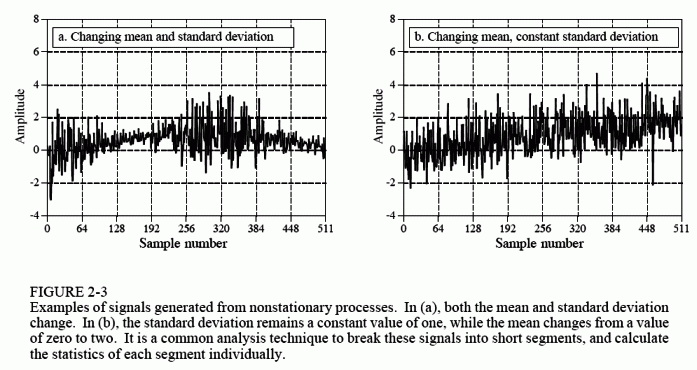 a. Changing mean and standard deviation
8
6
4
2
0
-2
-4
Amplitude
0 64 128 192 256 320 384 448 511
Sample number
b. Changing mean, constant standard deviation
8
6
4
2
0
-2
-4
Amplitude
0 64 128 192 256 320 384 448 511
Sample number
FIGURE 2-3
Examples of signals generated from nonstationary processes. In (a), both the mean and standard deviation
change. In (b), the standard deviation remains a constant value of one, while the mean changes from a value
of zero to two. It is a common analysis technique to break these signals into short segments, and calculate
the statistics of each segment individually.